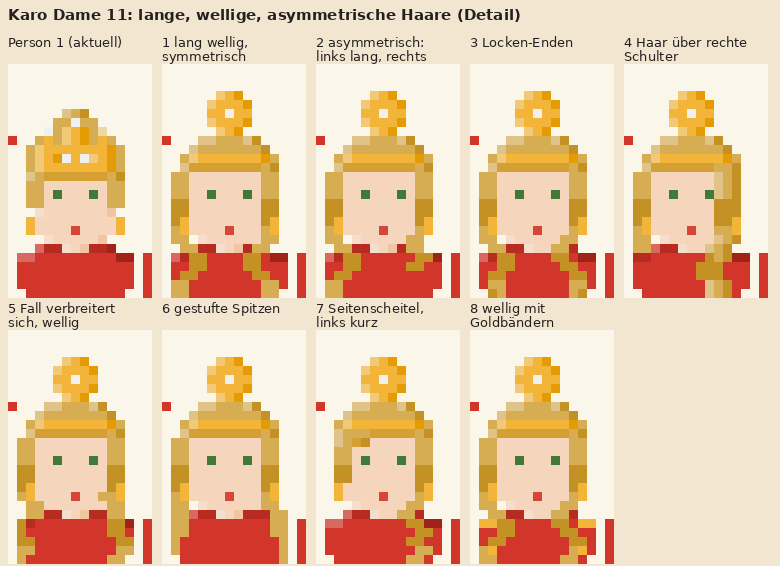 Karo Dame 11: lange, wellige, asymmetrische Haare (Detail)
Person 1 (aktuell)
1 lang wellig,
symmetrisch
2 asymmetrisch:
links lang, rechts
3 Locken-Enden
4 Haar über rechte
Schulter
5 Fall verbreitert
sich, wellig
6 gestufte Spitzen
7 Seitenscheitel,
links kurz
8 wellig mit
Goldbändern